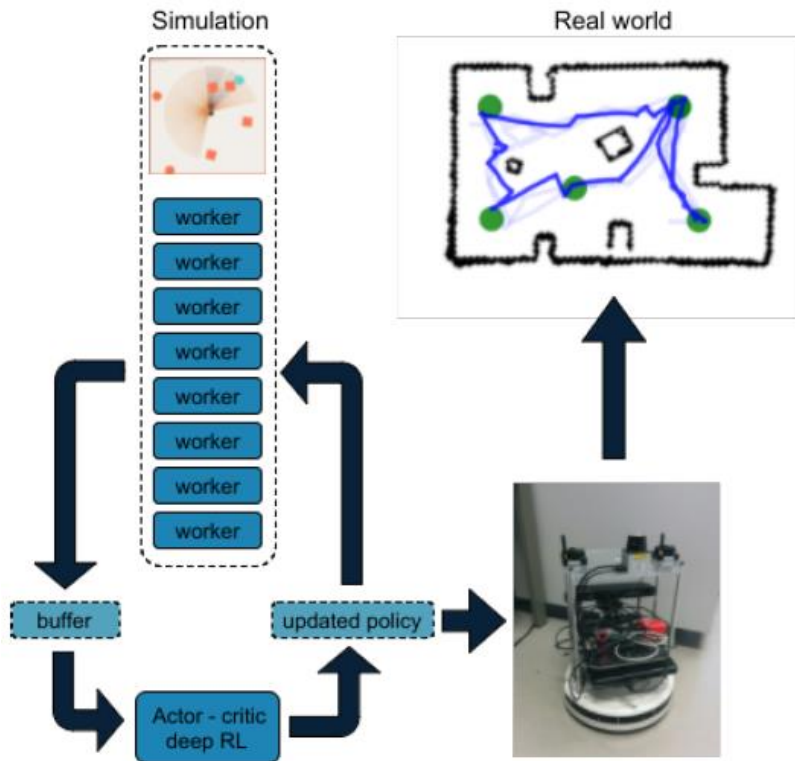 Simulation
Real world
worker
worker
worker
worker
worker
worker
worker
worker
buffer
updated policy
Actor - critic
deep RL